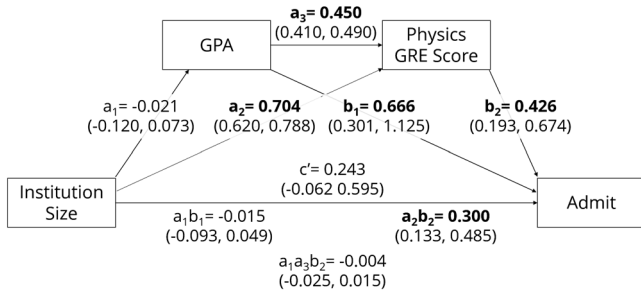 a₃= 0.450
(0.410, 0.490)
GPA
Physics
GRE Score
a₁= -0.021
(-0.120, 0.073)
a₂= 0.704
(0.620, 0.788)
b₁= 0.666
(0.301, 1.125)
b₂= 0.426
(0.193, 0.674)
c'= 0.243
(-0.062 0.595)
Institution
Size
Admit
a₁b₁= -0.015
(-0.093, 0.049)
a₂b₂= 0.300
(0.133, 0.485)
a₁a₃b₂= -0.004
(-0.025, 0.015)